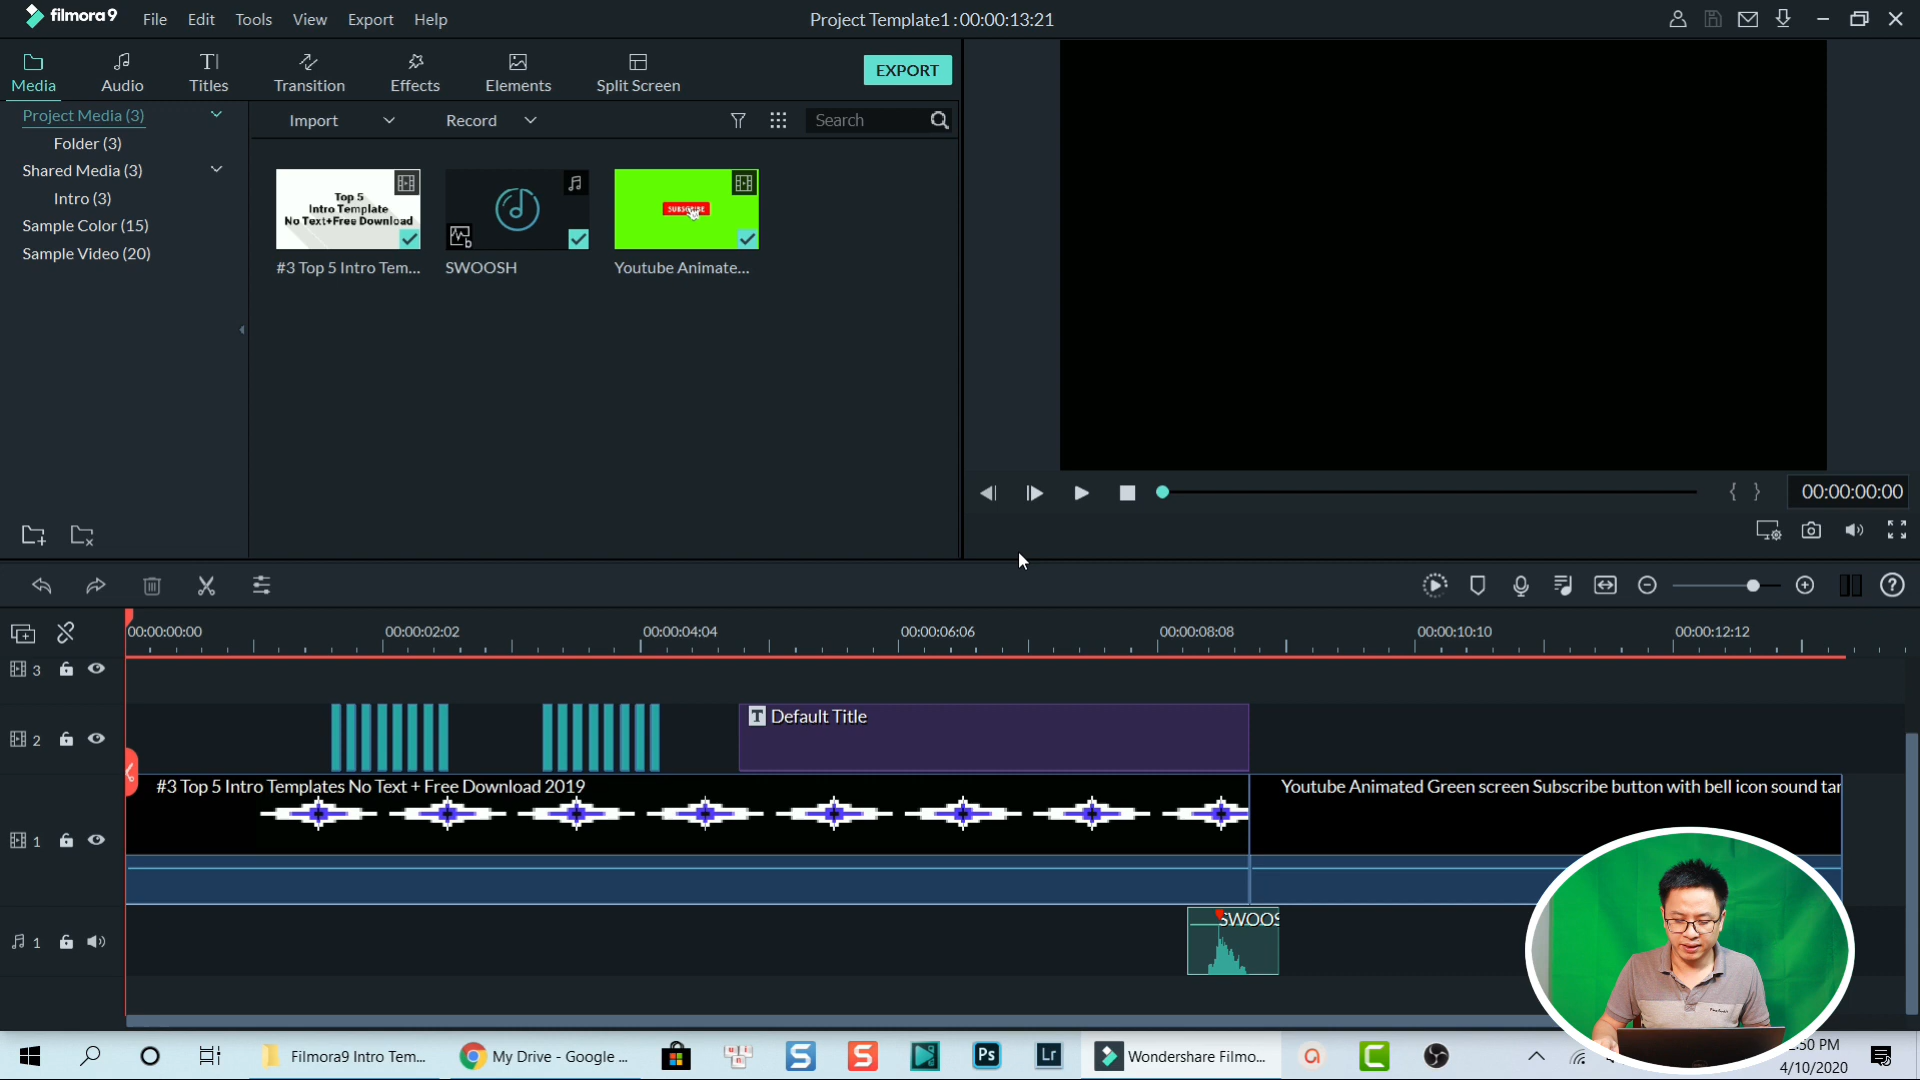 filmora9 File Edit Tools View Export Help Project Template1 : 00:00:13:21
Media Audio Titles Transition Effects Elements Split Screen EXPORT
Project Media (3) Import Record Search
Folder (3)
Shared Media (3)
Intro (3)
Sample Color (15)
Sample Video (20)
Top 5
Intro Template
No Text+Free Download
SUBSCRIBE
#3 Top 5 Intro Tem... SWOOSH Youtube Animate...
00:00:00:00
00:00:00:00 00:00:02:02 00:00:04:04 00:00:06:06 00:00:08:08 00:00:10:10 00:00:12:12
3
2 T Default Title
#3 Top 5 Intro Templates No Text + Free Download 2019 Youtube Animated Green screen Subscribe button with bell icon sound tar
1
1 SWOOS
Filmora9 Intro Tem... My Drive - Google ... S S Ps Lr Wondershare Filmo... a C :50 PM
4/10/2020